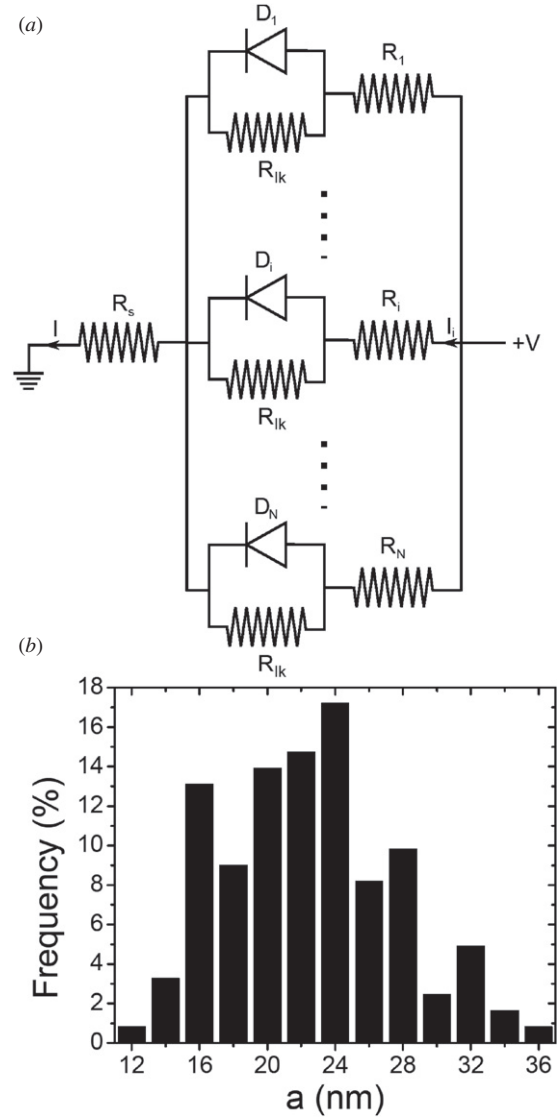 (a)
D1
R1
Rlk
Di
Rs
Ri
I
Ii
+V
Rlk
DN
RN
Rlk
(b)
18
16
14
12
10
8
6
4
2
0
Frequency (%)
12 16 20 24 28 32 36
a (nm)